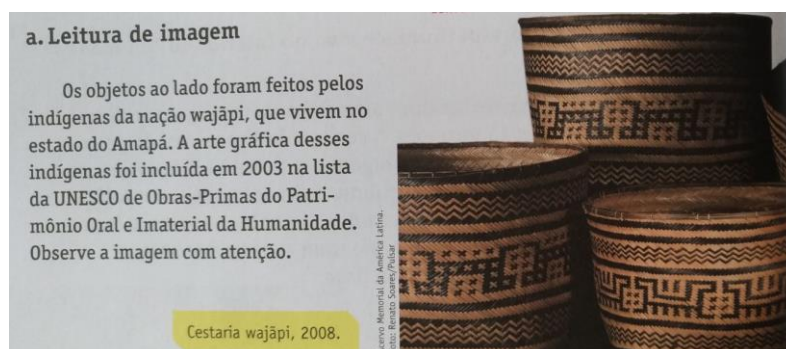 a. Leitura de imagem
Os objetos ao lado foram feitos pelos
indígenas da nação wajãpi, que vivem no
estado do Amapá. A arte gráfica desses
indígenas foi incluída em 2003 na lista
da UNESCO de Obras-Primas do Patri-
mônio Oral e Imaterial da Humanidade.
Observe a imagem com atenção.
Cestaria wajãpi, 2008.
Memorial da América Latina.
Renato Soares/Pulsar